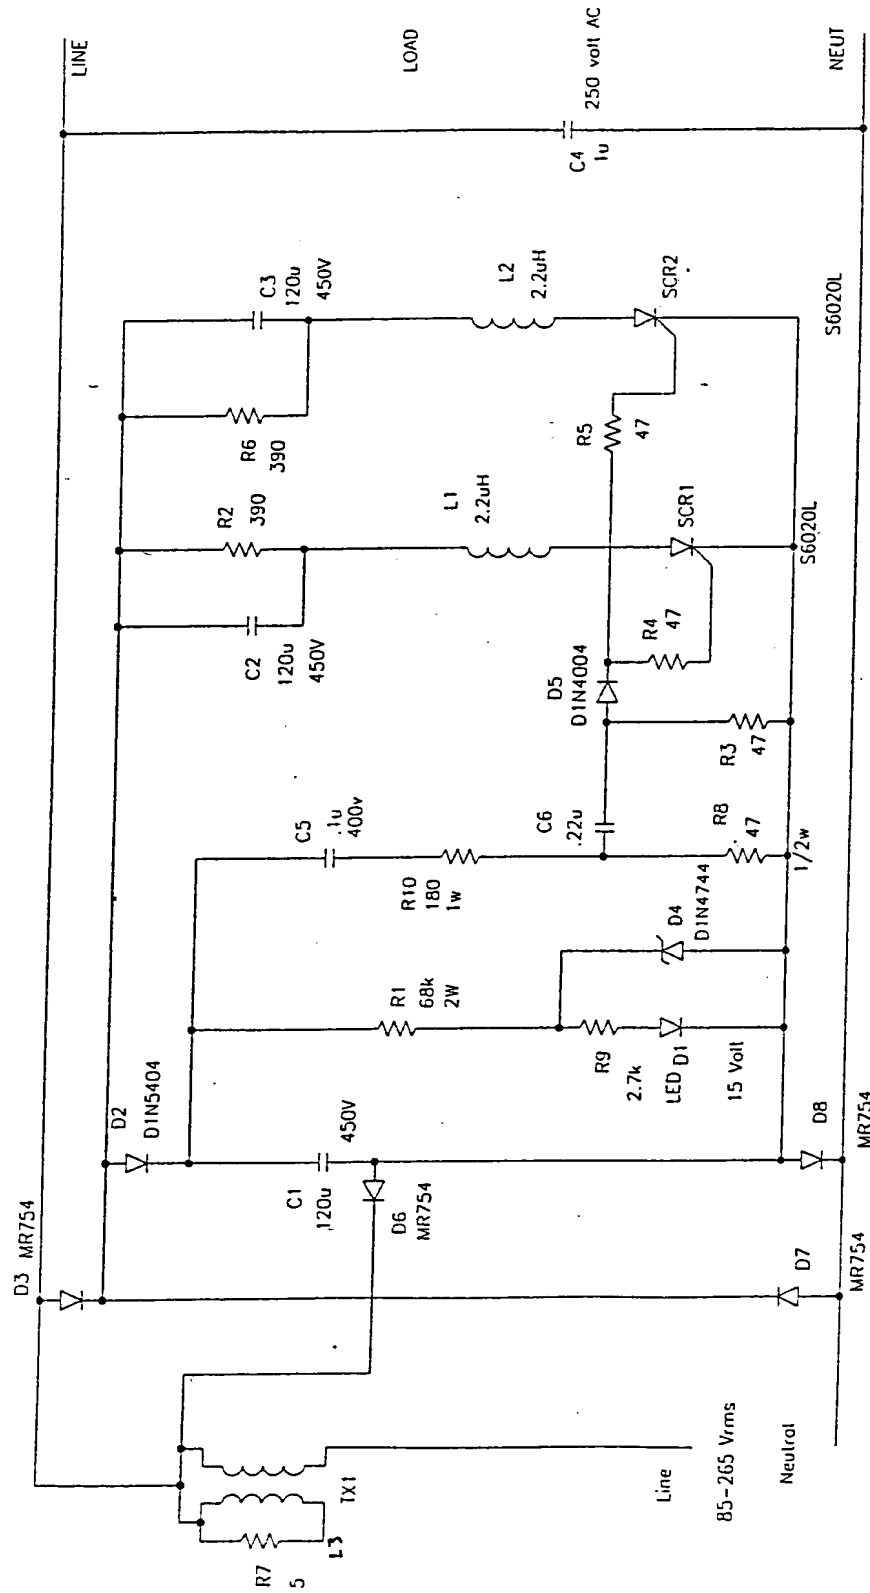 LINE
LOAD
250 volt AC
NEUT
C4
1u
C3
120u
450V
L2
2.2uH
SCR2
S6020L
R6
390
R5
47
R2
390
L1
2.2uH
SCR1
S6020L
C2
120u
450V
R4
47
D5
D1N4004
R3
47
C5
.1u
400v
C6
.22u
R8
47
1/2w
R10
180
1w
D4
D1N4744
R1
68k
2W
R9
2.7k
LED D1
15 Volt
D2
D1N5404
450V
C1
120u
D6
MR754
D8
MR754
D3
MR754
D7
MR754
TX1
L3
R7
5
Line
85-265 Vrms
Neutral